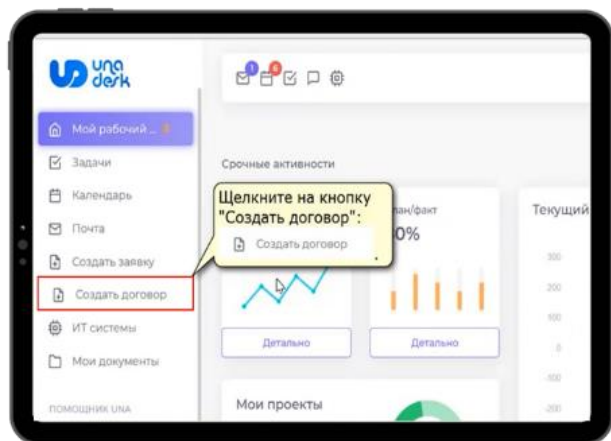 una
desk
1
6
Мой рабочий ...
Задачи
Календарь
Почта
Создать заявку
Создать договор
ИТ системы
Мои документы
ПОМОЩНИК UNA
Срочные активности
Щелкните на кнопку
"Создать договор":
Создать договор
.
лан/факт
0%
Детально
Детально
Мои проекты
Текущий
300
200
100
0
-100
-200